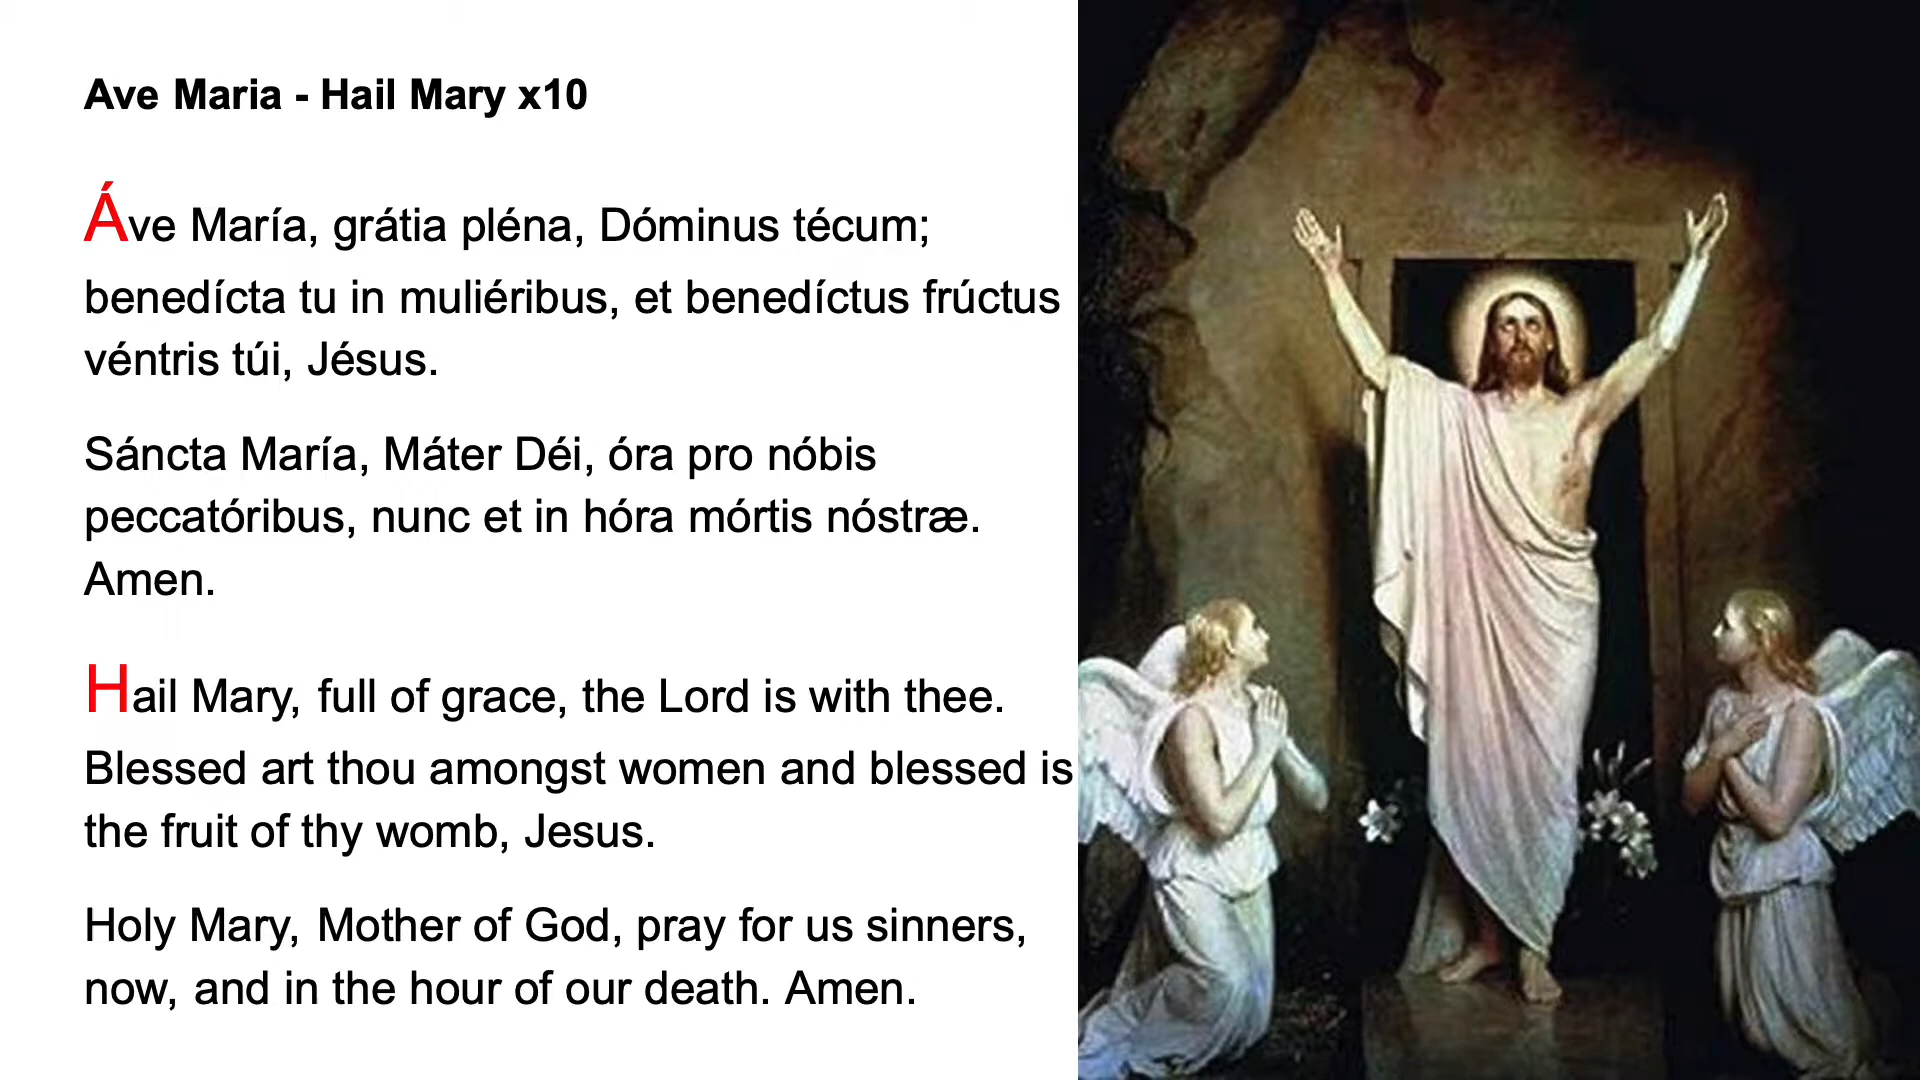 Ave Maria - Hail Mary x10
Áve María, grátia pléna, Dóminus técum;
benedícta tu in muliéribus, et benedíctus frúctus
véntris túi, Jésus.
Sáncta María, Máter Déi, óra pro nóbis
peccatóribus, nunc et in hóra mórtis nóstræ.
Amen.
Hail Mary, full of grace, the Lord is with thee.
Blessed art thou amongst women and blessed is
the fruit of thy womb, Jesus.
Holy Mary, Mother of God, pray for us sinners,
now, and in the hour of our death. Amen.